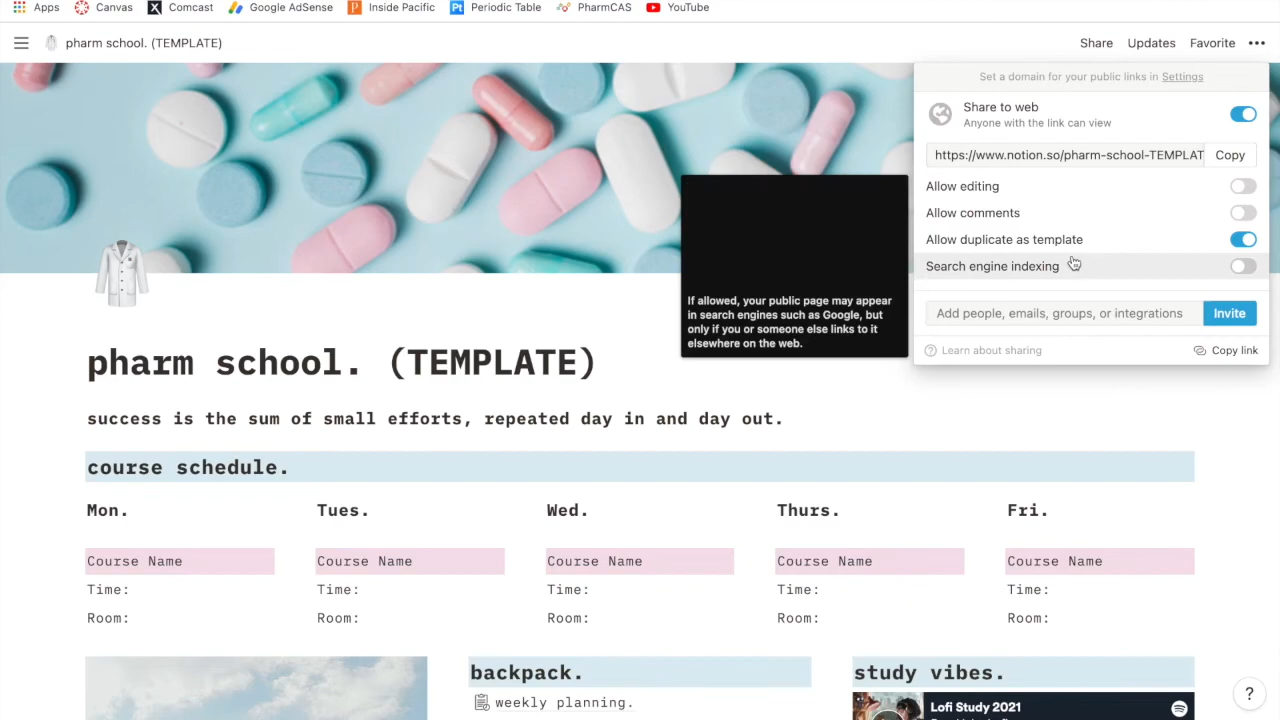 Apps Canvas Comcast Google AdSense Inside Pacific Pt Periodic Table PharmCAS YouTube
pharm school. (TEMPLATE) Share Updates Favorite •••
Set a domain for your public links in Settings
Share to web
Anyone with the link can view
https://www.notion.so/pharm-school-TEMPLAT Copy
Allow editing
Allow comments
Allow duplicate as template
Search engine indexing
If allowed, your public page may appear
in search engines such as Google, but
only if you or someone else links to it
elsewhere on the web.
Add people, emails, groups, or integrations Invite
Learn about sharing Copy link
pharm school. (TEMPLATE)
success is the sum of small efforts, repeated day in and day out.
course schedule.
Mon. Tues. Wed. Thurs. Fri.
Course Name Course Name Course Name Course Name Course Name
Time: Time: Time: Time: Time:
Room: Room: Room: Room: Room:
backpack. study vibes.
weekly planning.
Lofi Study 2021
?